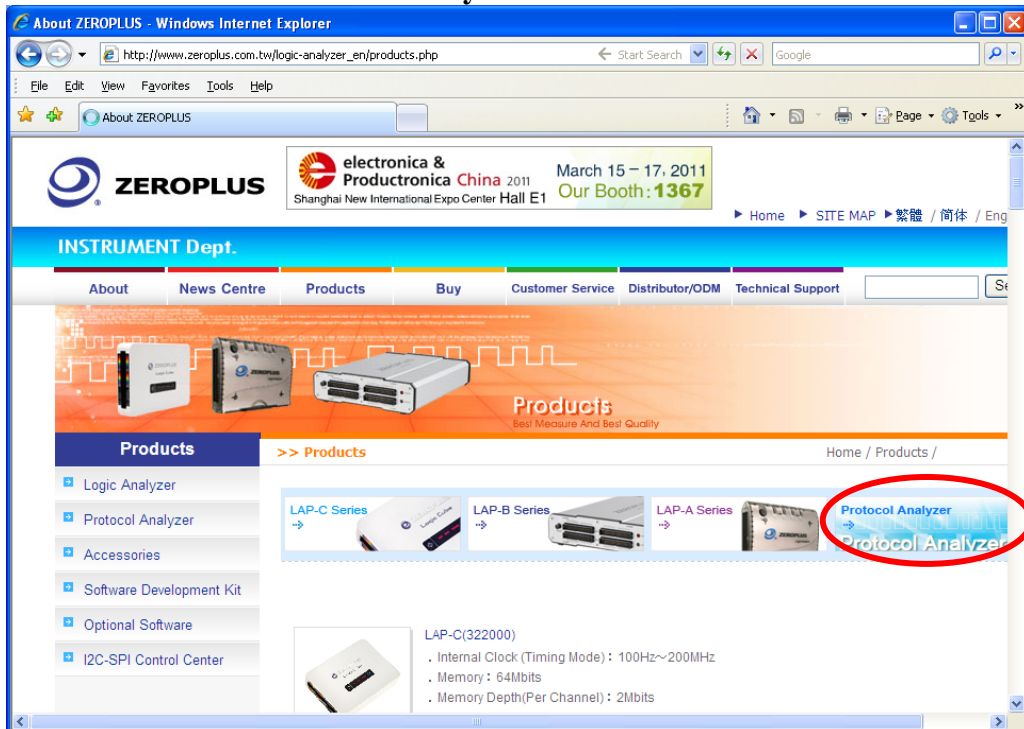 About ZEROPLUS - Windows Internet Explorer
http://www.zeroplus.com.tw/logic-analyzer_en/products.php
Start Search
Google
File Edit View Favorites Tools Help
About ZEROPLUS
Page Tools
ZEROPLUS
electronica &
Productronica China 2011
Shanghai New International Expo Center Hall E1
March 15 – 17, 2011
Our Booth : 1367
Home SITE MAP 繁體 / 简体 / Eng
INSTRUMENT Dept.
About News Centre Products Buy Customer Service Distributor/ODM Technical Support
Products
Best Measure And Best Quality
Products
>> Products
Home / Products /
Logic Analyzer
Protocol Analyzer
Accessories
Software Development Kit
Optional Software
I2C-SPI Control Center
LAP-C Series
LAP-B Series
LAP-A Series
Protocol Analyzer
Protocol Analyzer
LAP-C(322000)
. Internal Clock (Timing Mode)：100Hz～200MHz
. Memory：64Mbits
. Memory Depth(Per Channel)：2Mbits